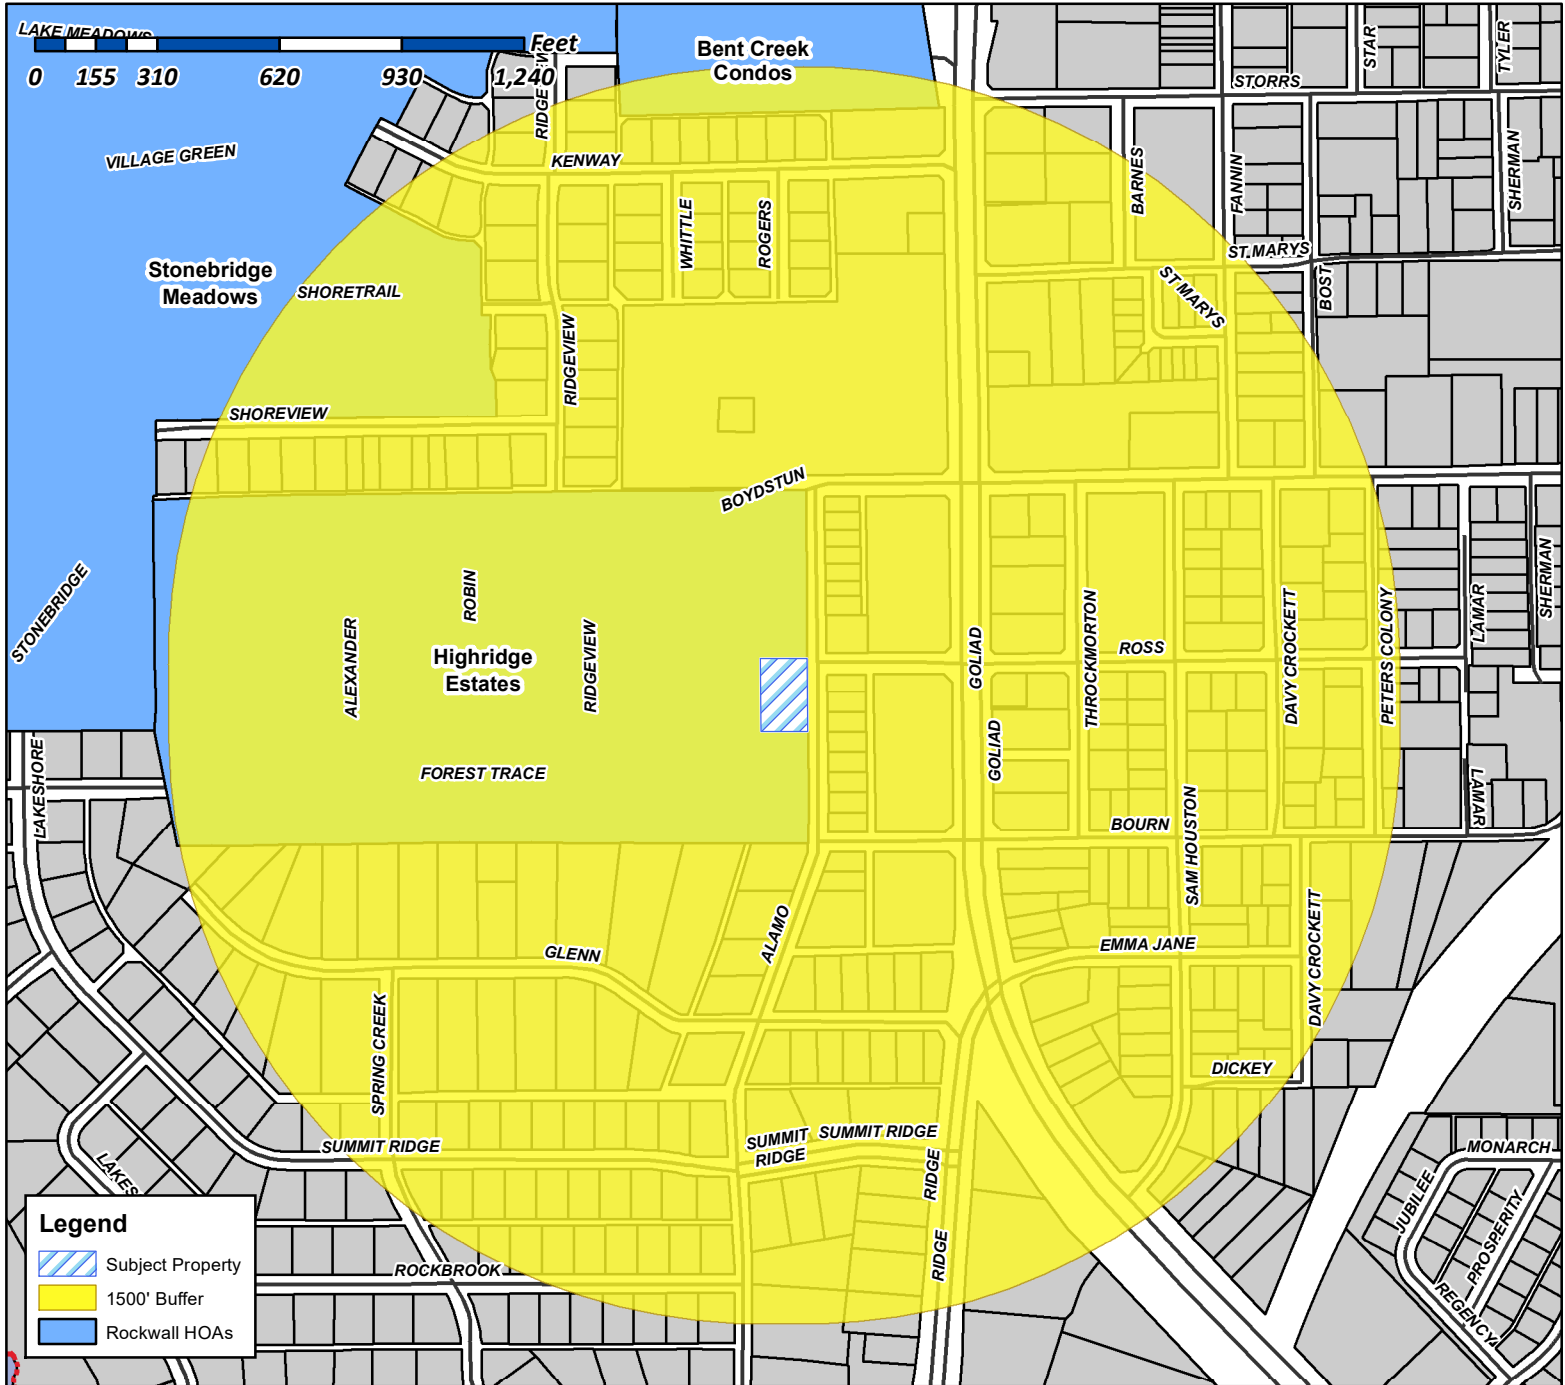 LAKE MEADOWS
Feet
0 155 310 620 930 1,240
Bent Creek
Condos
STAR
TYLER
STORRS
RIDGEVIEW
VILLAGE GREEN
KENWAY
BARNES
FANNIN
SHERMAN
WHITTLE
ROGERS
Stonebridge
Meadows
SHORETRAIL
ST MARYS
ST MARYS
BOST
RIDGEVIEW
SHOREVIEW
BOYDSTUN
STONEBRIDGE
ROBIN
ALEXANDER
RIDGEVIEW
Highridge
Estates
FOREST TRACE
GOLIAD
GOLIAD
THROCKMORTON
ROSS
DAVY CROCKETT
PETERS COLONY
LAMAR
SHERMAN
LAKESHORE
BOURN
SAM HOUSTON
LAMAR
ALAMO
GLENN
EMMA JANE
DAVY CROCKETT
SPRING CREEK
DICKEY
SUMMIT RIDGE
SUMMIT
RIDGE
SUMMIT RIDGE
RIDGE
RIDGE
LAKES
ROCKBROOK
MONARCH
JUBILEE
PROSPERITY
REGENCY
Legend
Subject Property
1500' Buffer
Rockwall HOAs